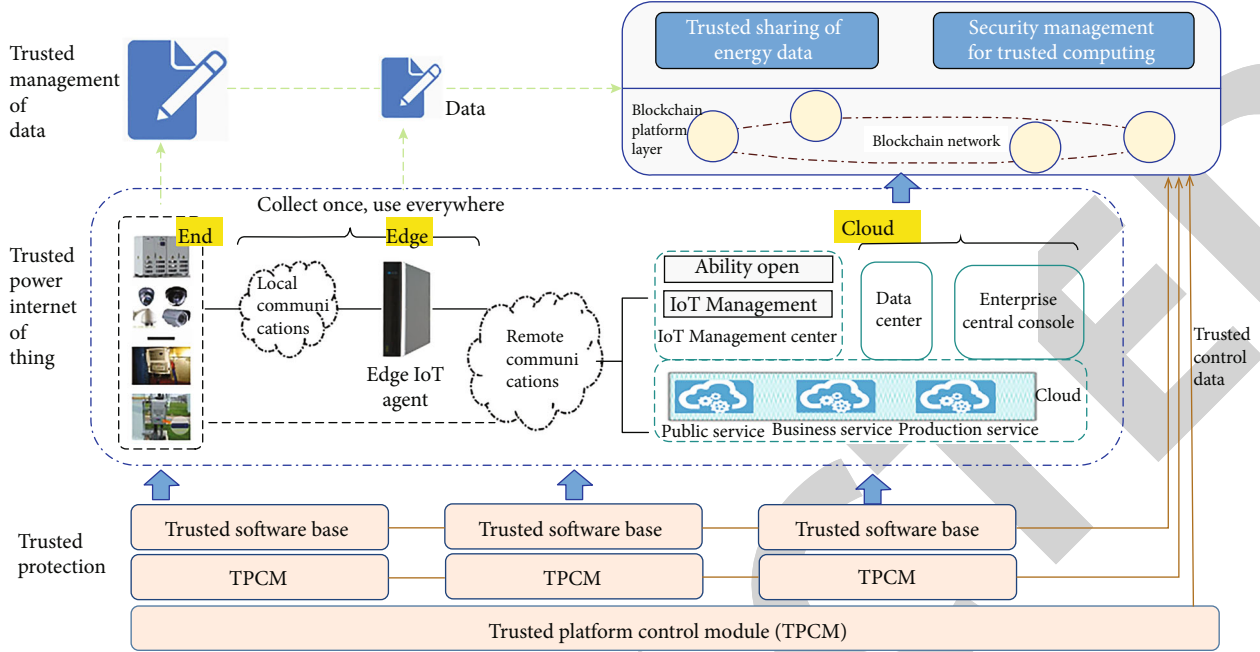 Trusted
management
of
data
Data
Trusted sharing of
energy data
Security management
for trusted computing
Blockchain
platform
layer
Blockchain network
Collect once, use everywhere
End
Edge
Cloud
Trusted
power
internet
of
thing
Local
communi
cations
Edge IoT
agent
Remote
communi
cations
Ability open
IoT Management
IoT Management center
Data
center
Enterprise
central console
Cloud
Public service
Business service
Production service
Trusted
control
data
Trusted
protection
Trusted software base
Trusted software base
Trusted software base
TPCM
TPCM
TPCM
Trusted platform control module (TPCM)